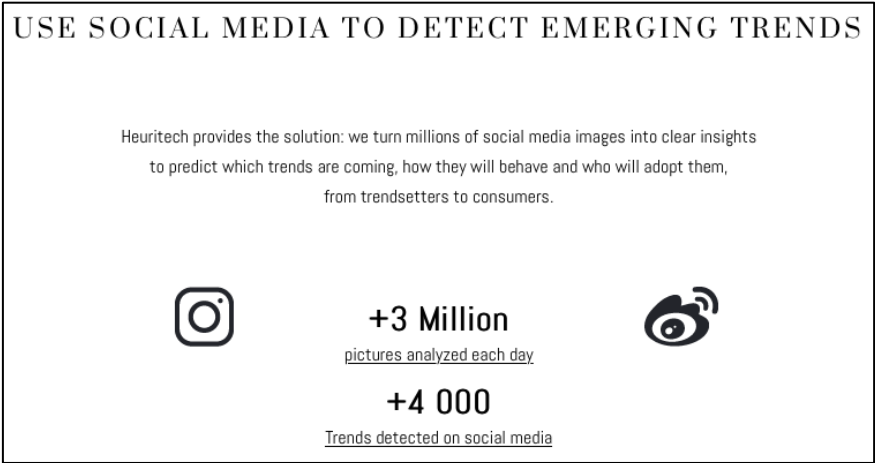 USE SOCIAL MEDIA TO DETECT EMERGING TRENDS
Heuritech provides the solution: we turn millions of social media images into clear insights
to predict which trends are coming, how they will behave and who will adopt them,
from trendsetters to consumers.
+3 Million
pictures analyzed each day
+4 000
Trends detected on social media